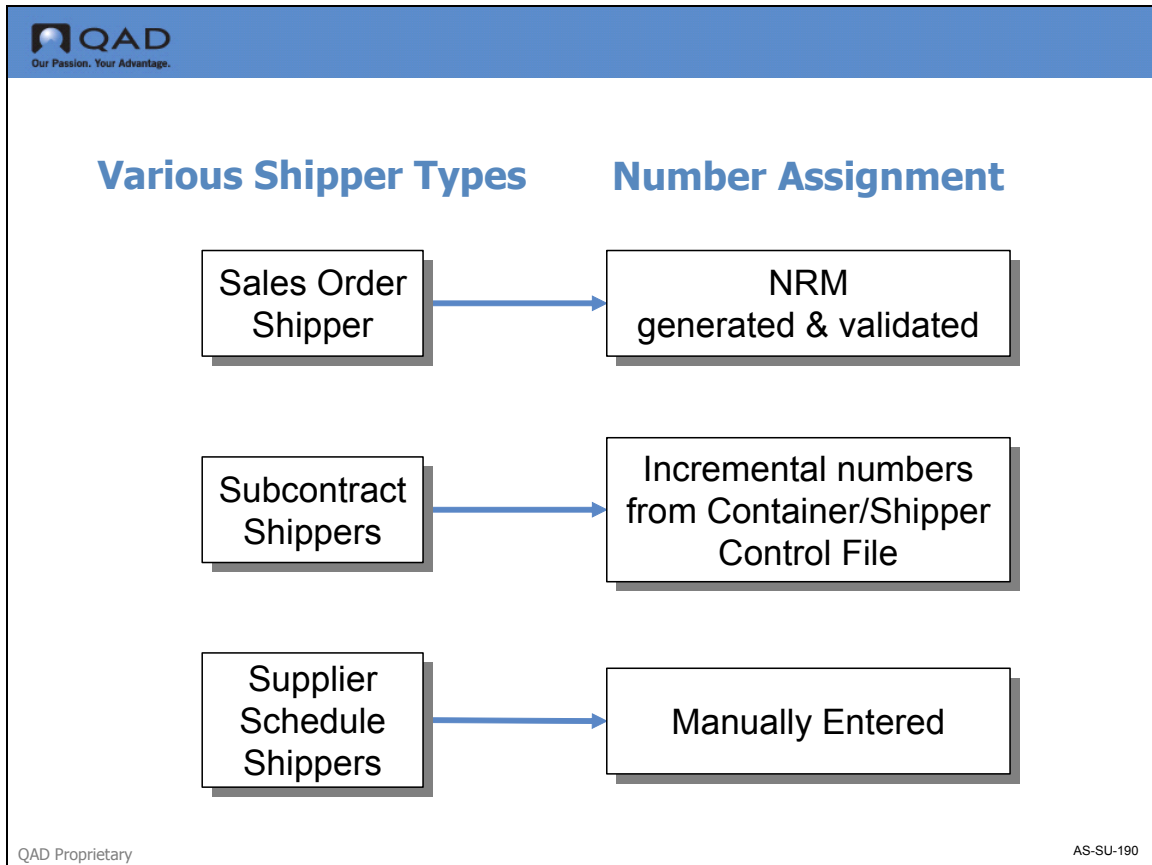 QAD
Our Passion. Your Advantage.
Various Shipper Types
Number Assignment
Sales Order
Shipper
NRM
generated & validated
Subcontract
Shippers
Incremental numbers
from Container/Shipper
Control File
Supplier
Schedule
Shippers
Manually Entered
QAD Proprietary
AS-SU-190